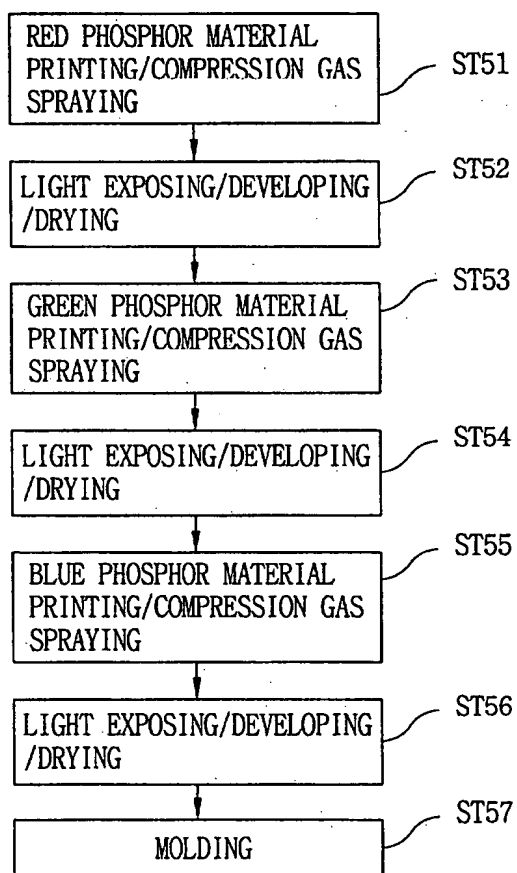 RED PHOSPHOR MATERIAL
PRINTING/COMPRESSION GAS
SPRAYING
ST51
LIGHT EXPOSING/DEVELOPING
/DRYING
ST52
GREEN PHOSPHOR MATERIAL
PRINTING/COMPRESSION GAS
SPRAYING
ST53
LIGHT EXPOSING/DEVELOPING
/DRYING
ST54
BLUE PHOSPHOR MATERIAL
PRINTING/COMPRESSION GAS
SPRAYING
ST55
LIGHT EXPOSING/DEVELOPING
/DRYING
ST56
MOLDING
ST57